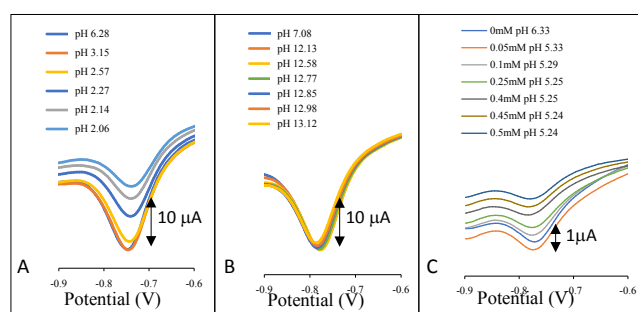 pH 6.28
pH 3.15
pH 2.57
pH 2.27
pH 2.14
pH 2.06
10 µA
A
-0.9 -0.8 -0.7 -0.6
Potential (V)
pH 7.08
pH 12.13
pH 12.58
pH 12.77
pH 12.85
pH 12.98
pH 13.12
10 µA
B
-0.9 -0.8 -0.7 -0.6
Potential (V)
0mM pH 6.33
0.05mM pH 5.33
0.1mM pH 5.29
0.25mM pH 5.25
0.4mM pH 5.25
0.45mM pH 5.24
0.5mM pH 5.24
1µA
C
-0.9 -0.8 -0.7 -0.6
Potential (V)